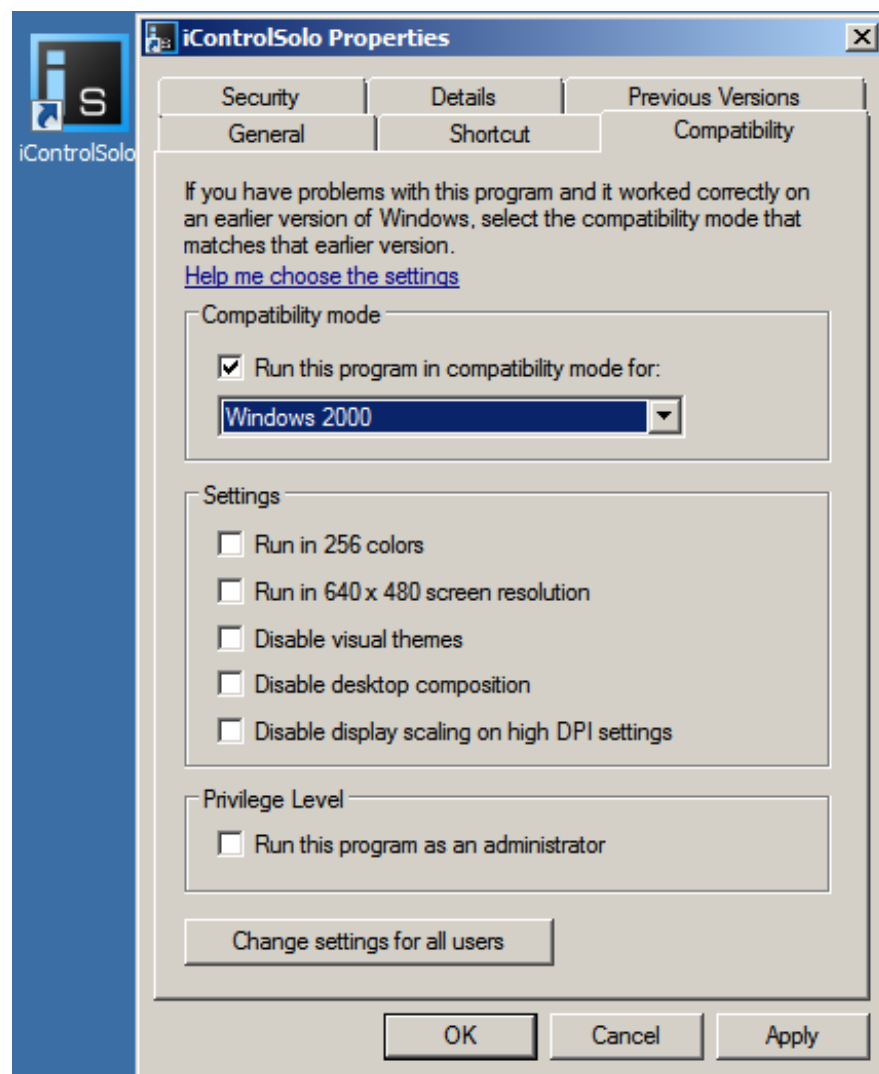 iControlSolo Properties
iS
iControlSolo
Security Details Previous Versions
General Shortcut Compatibility
If you have problems with this program and it worked correctly on
an earlier version of Windows, select the compatibility mode that
matches that earlier version.
Help me choose the settings
Compatibility mode
Run this program in compatibility mode for:
Windows 2000
Settings
Run in 256 colors
Run in 640 x 480 screen resolution
Disable visual themes
Disable desktop composition
Disable display scaling on high DPI settings
Privilege Level
Run this program as an administrator
Change settings for all users
OK Cancel Apply